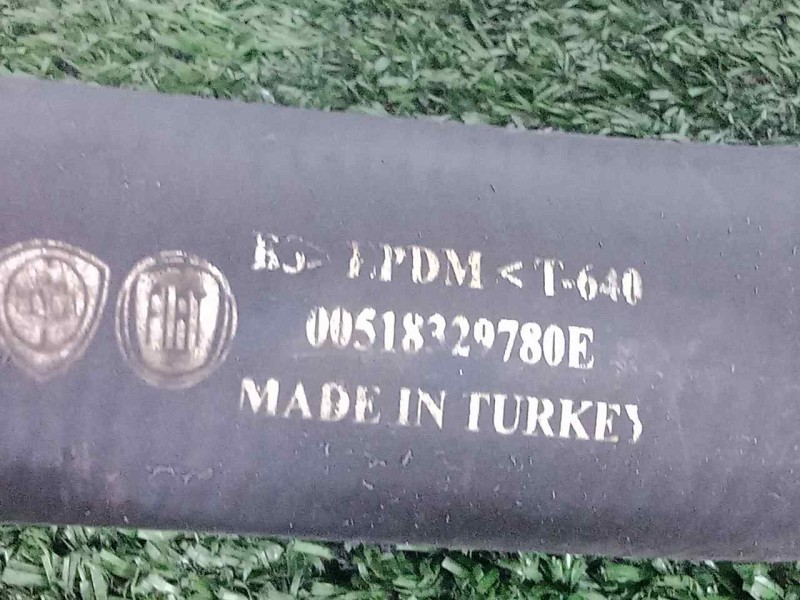 > EPDM < T-640
00518329780E
MADE IN TURKEY